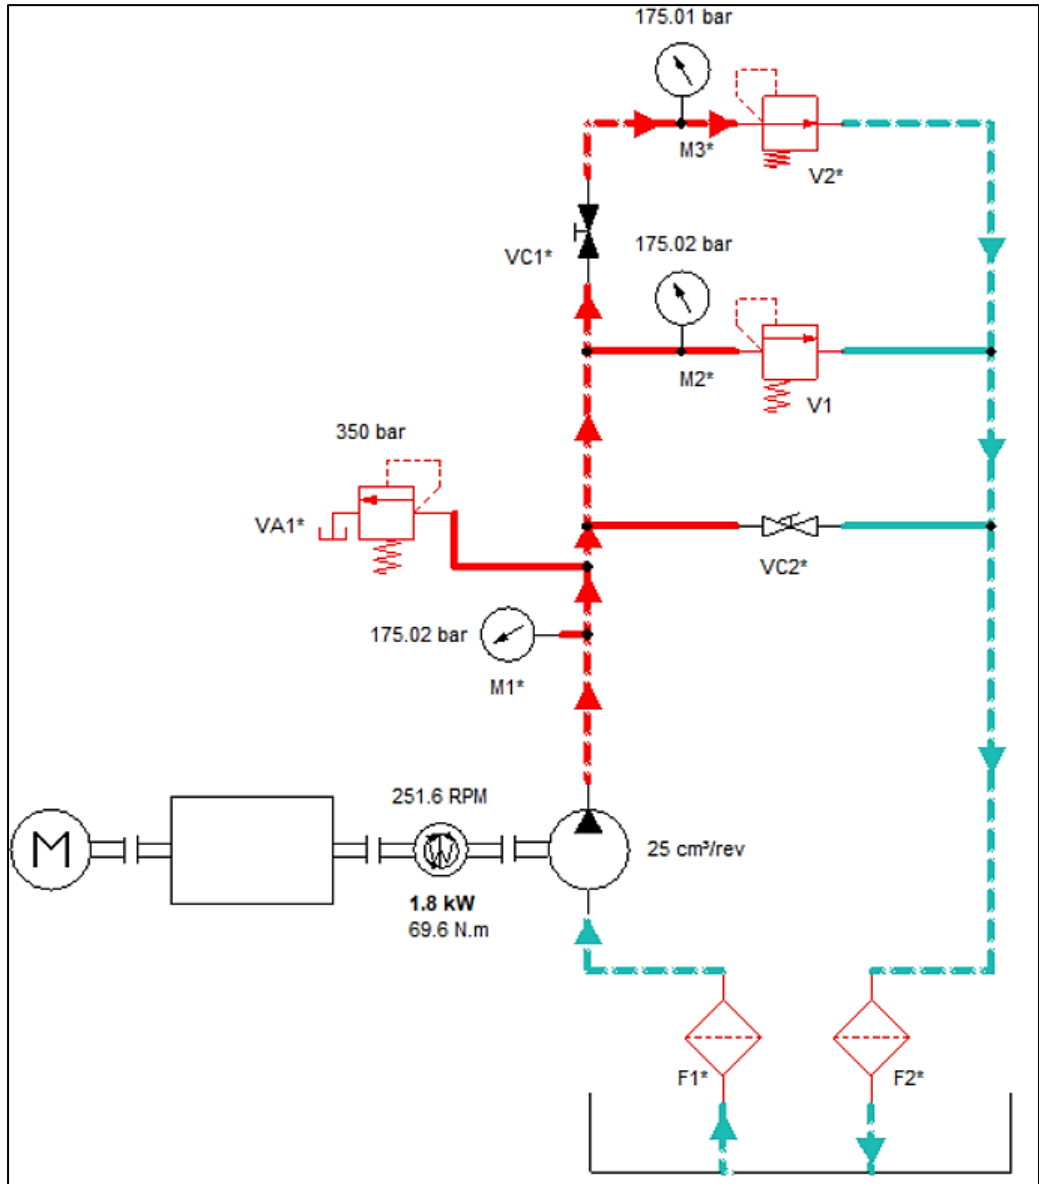 175.01 bar
M3*
V2*
175.02 bar
VC1*
M2*
V1
350 bar
VA1*
VC2*
175.02 bar
M1*
251.6 RPM
M
W
25 cm³/rev
1.8 kW
69.6 N.m
F1*
F2*